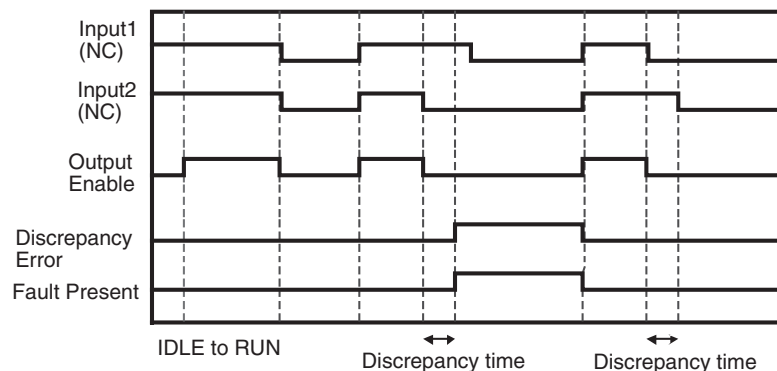 Input1
(NC)
Input2
(NC)
Output
Enable
Discrepancy
Error
Fault Present
IDLE to RUN
Discrepancy time
Discrepancy time